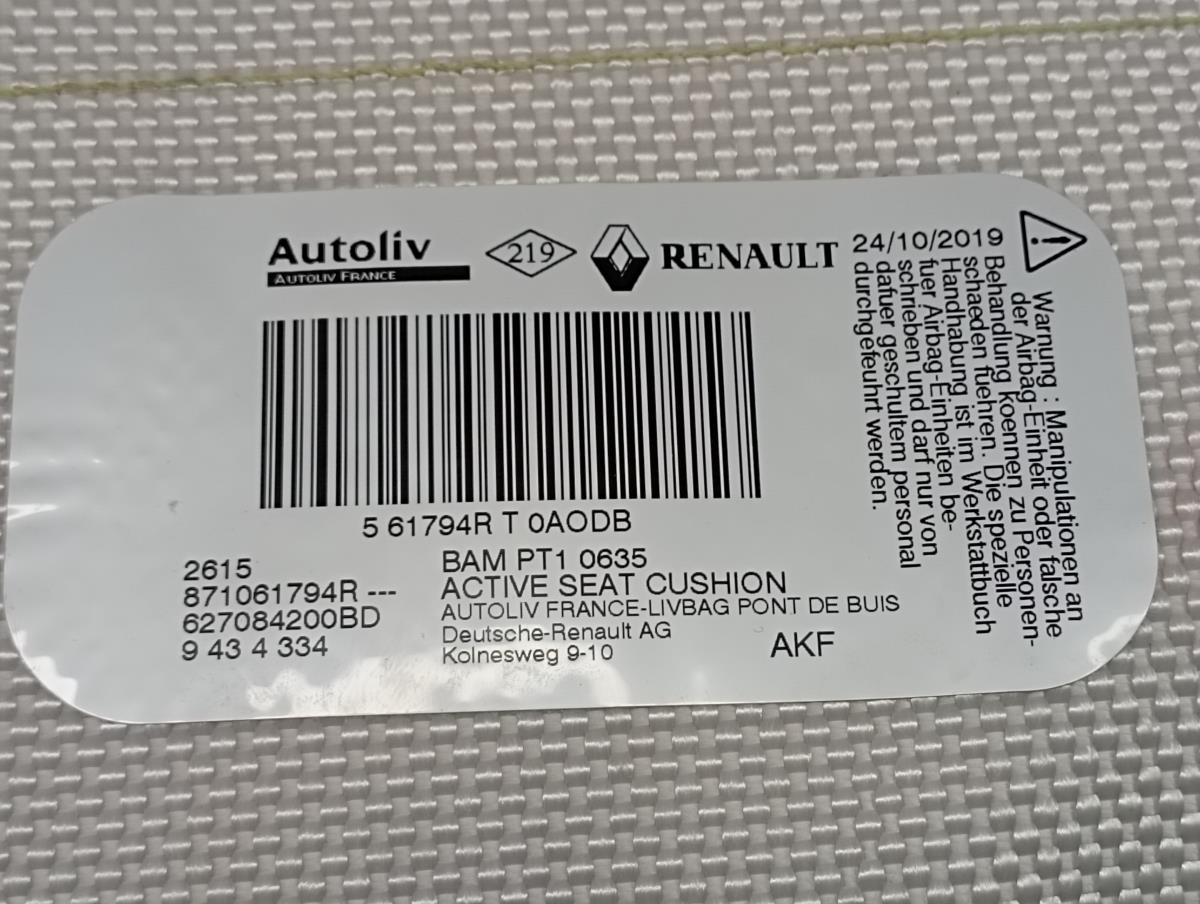 Autoliv
AUTOLIV FRANCE
219
RENAULT
24/10/2019
5 61794R T 0AODB
2615
871061794R ---
627084200BD
9 43 4 334
BAM PT1 0635
ACTIVE SEAT CUSHION
AUTOLIV FRANCE-LIVBAG PONT DE BUIS
Deutsche-Renault AG
Kolnesweg 9-10
AKF
Warnung : Manipulationen an
der Airbag-Einheit oder falsche
Behandlung koennen zu Personen-
schaeden fuehren. Die spezielle
Handhabung ist im Werkstattbuch
fuer Airbag-Einheiten be-
schrieben und darf nur von
dafuer geschultem personal
durchgefeuhrt werden.